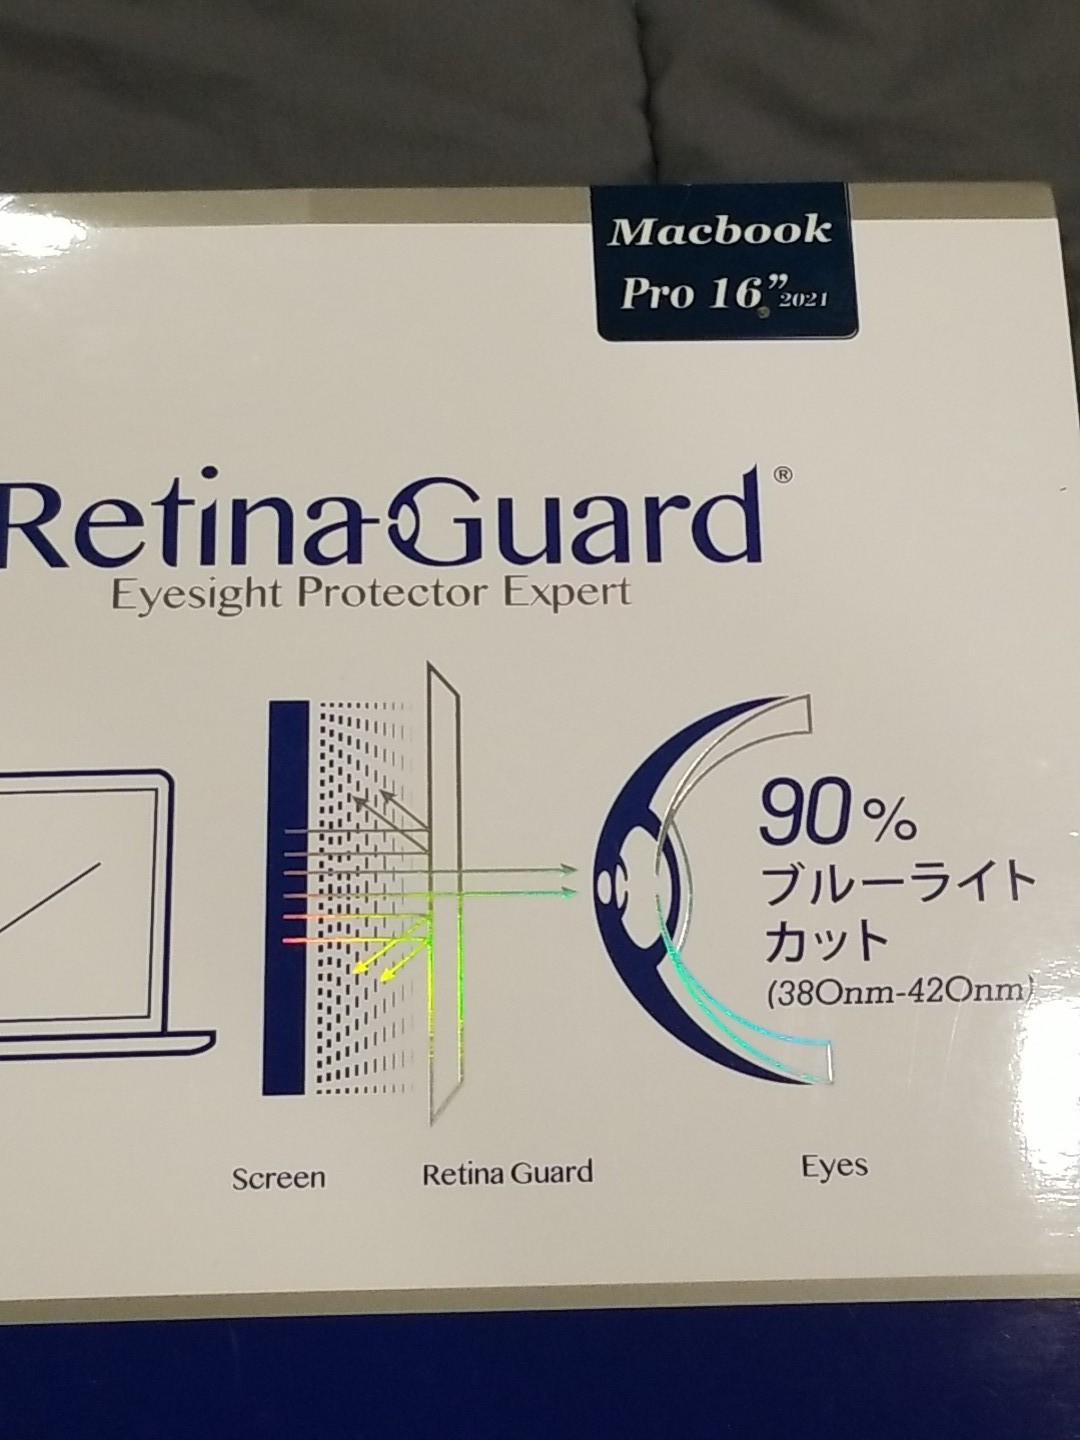 Macbook
Pro 16" 2021
RetinaGuard®
Eyesight Protector Expert
90%
ブルーライト
カット
(380nm-420nm)
Screen
Retina Guard
Eyes